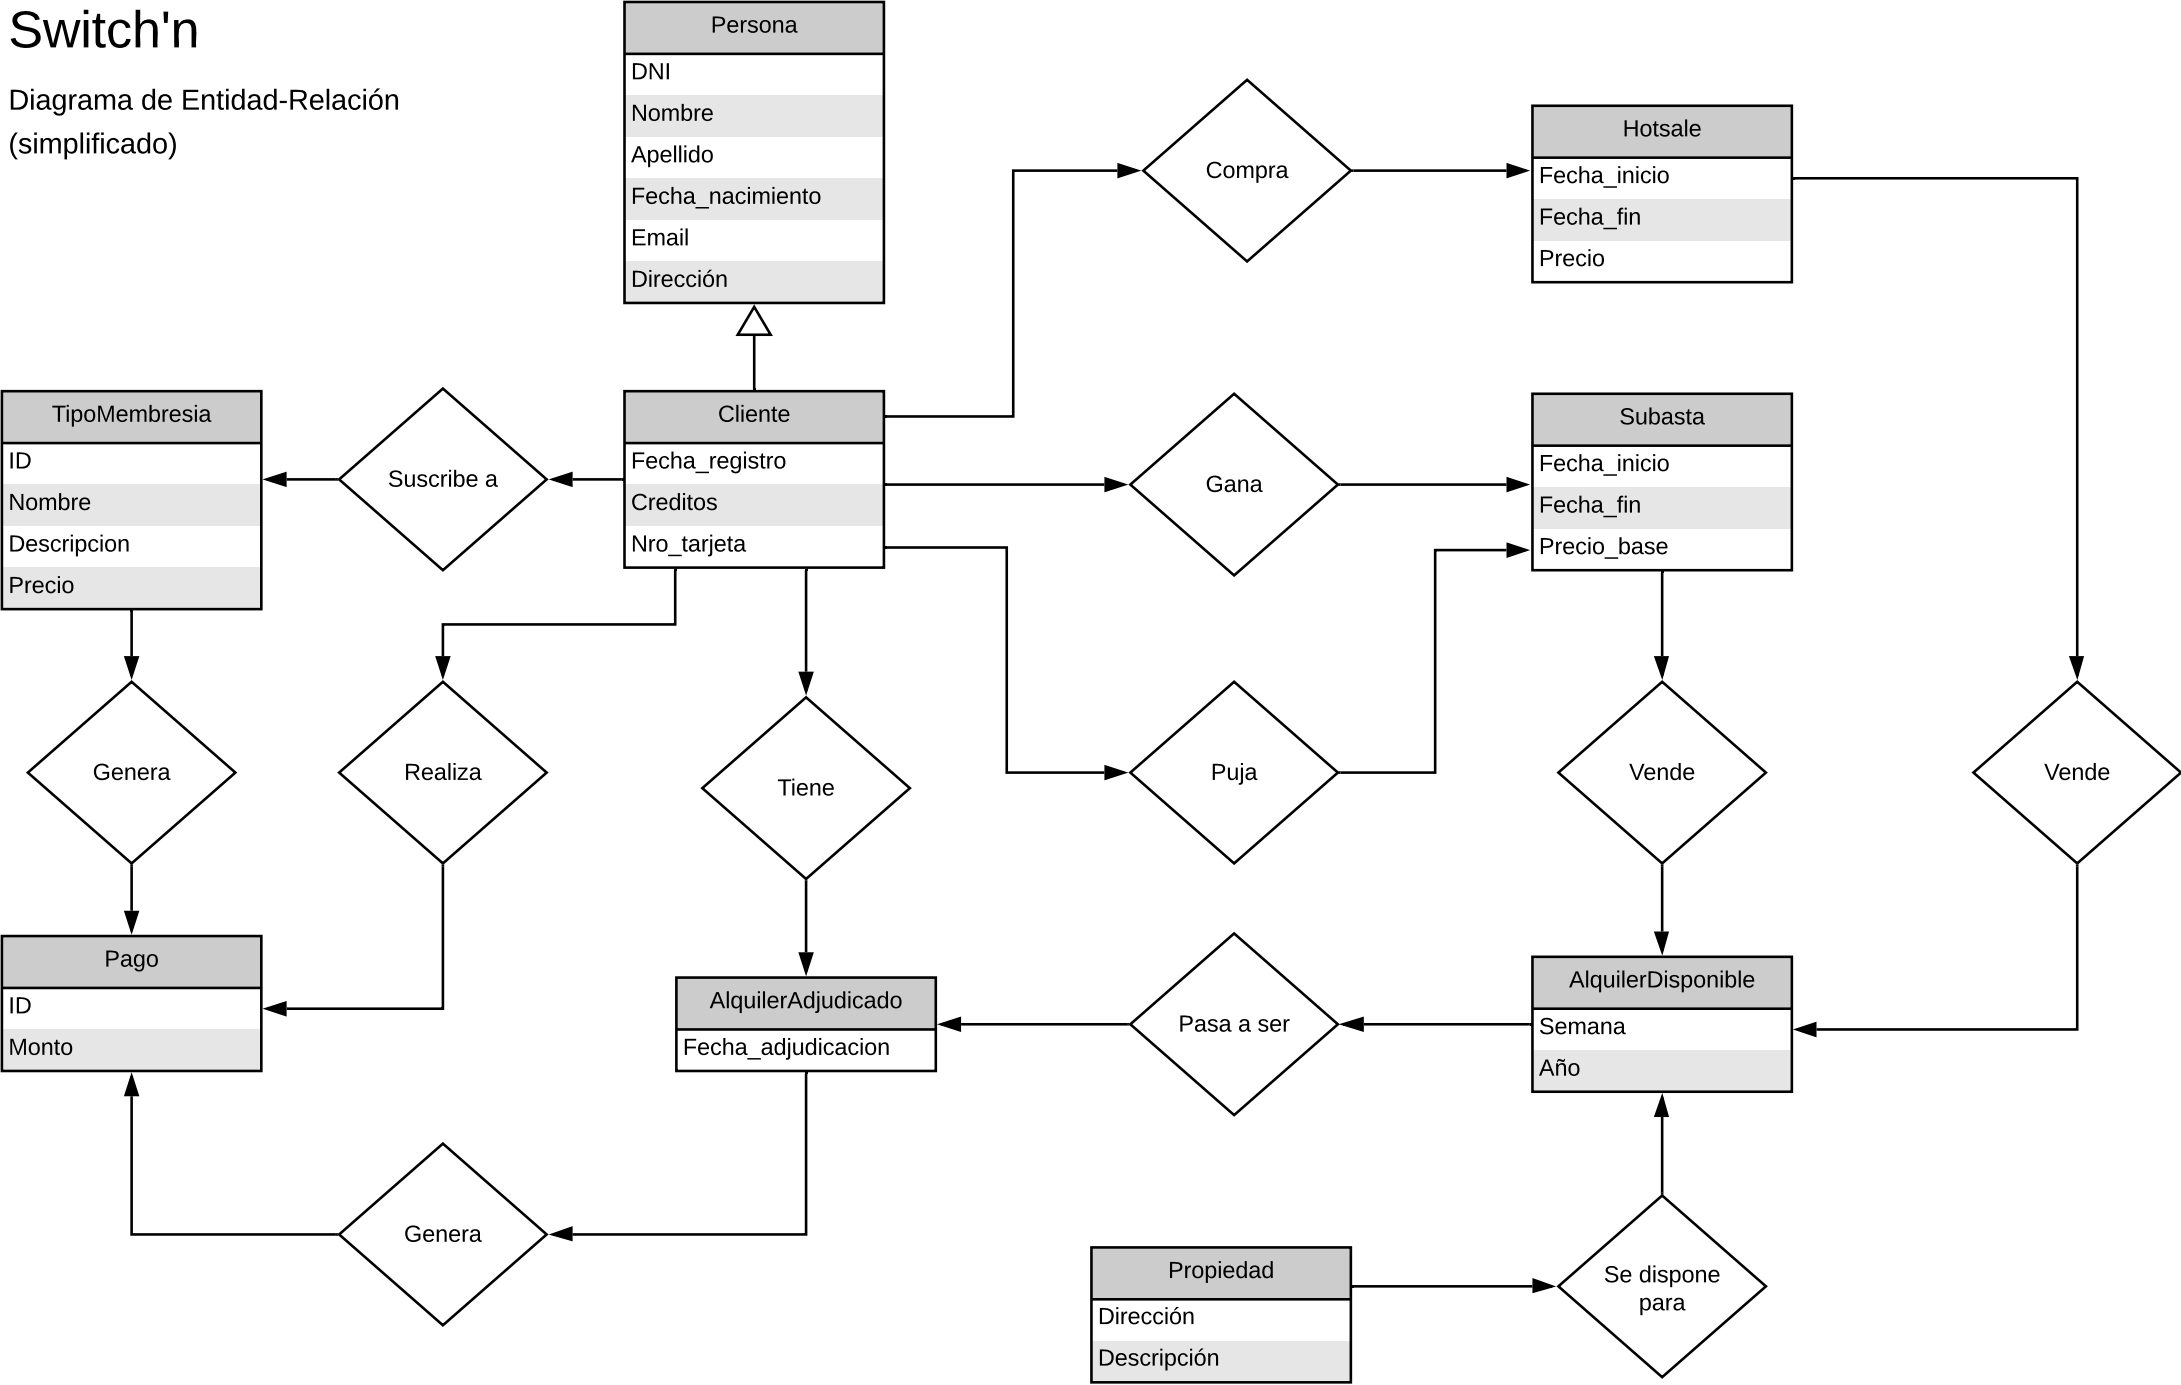 Switch'n
Diagrama de Entidad-Relación
(simplificado)
Persona
DNI
Nombre
Apellido
Fecha_nacimiento
Email
Dirección
Compra
Hotsale
Fecha_inicio
Fecha_fin
Precio
TipoMembresia
ID
Nombre
Descripcion
Precio
Suscribe a
Cliente
Fecha_registro
Creditos
Nro_tarjeta
Gana
Subasta
Fecha_inicio
Fecha_fin
Precio_base
Genera
Realiza
Tiene
Puja
Vende
Vende
Pago
ID
Monto
AlquilerAdjudicado
Fecha_adjudicacion
Pasa a ser
AlquilerDisponible
Semana
Año
Genera
Propiedad
Dirección
Descripción
Se dispone
para